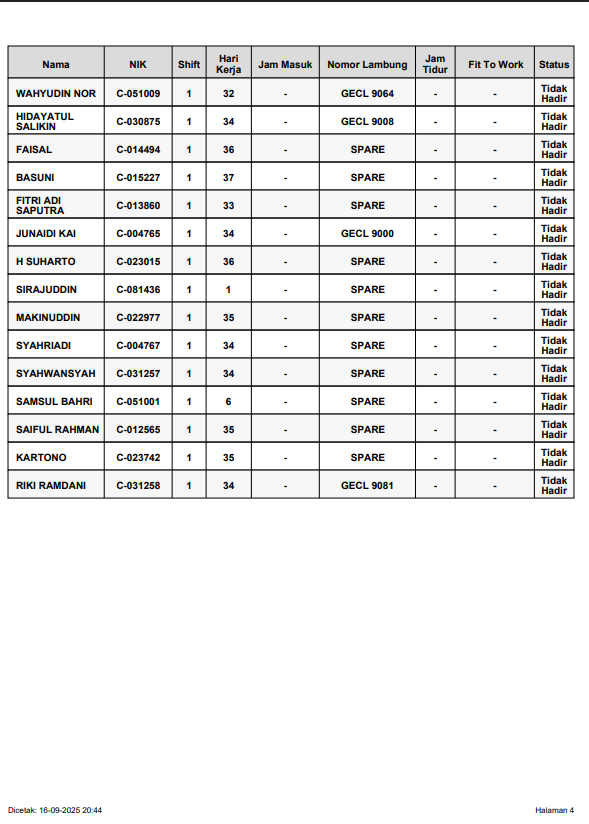 Nama NIK Shift Hari Kerja Jam Masuk Nomor Lambung Jam Tidur Fit To Work Status
WAHYUDIN NOR C-051009 1 32 - GECL 9064 - - Tidak Hadir
HIDAYATUL SALIKIN C-030875 1 34 - GECL 9008 - - Tidak Hadir
FAISAL C-014494 1 36 - SPARE - - Tidak Hadir
BASUNI C-015227 1 37 - SPARE - - Tidak Hadir
FITRI ADI SAPUTRA C-013860 1 33 - SPARE - - Tidak Hadir
JUNAIDI KAI C-004765 1 34 - GECL 9000 - - Tidak Hadir
H SUHARTO C-023015 1 36 - SPARE - - Tidak Hadir
SIRAJUDDIN C-081436 1 1 - SPARE - - Tidak Hadir
MAKINUDDIN C-022977 1 35 - SPARE - - Tidak Hadir
SYAHRIADI C-004767 1 34 - SPARE - - Tidak Hadir
SYAHWANSYAH C-031257 1 34 - SPARE - - Tidak Hadir
SAMSUL BAHRI C-051001 1 6 - SPARE - - Tidak Hadir
SAIFUL RAHMAN C-012565 1 35 - SPARE - - Tidak Hadir
KARTONO C-023742 1 35 - SPARE - - Tidak Hadir
RIKI RAMDANI C-031258 1 34 - GECL 9081 - - Tidak Hadir
Dicetak: 16-09-2025 20:44 Halaman 4